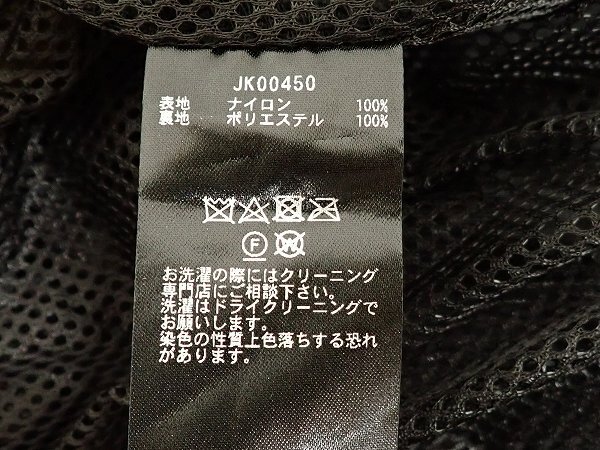 JK00450
表地 ナイロン 100%
裏地 ポリエステル 100%
F W
お洗濯の際にはクリーニング
専門店にご相談下さい。
洗濯はドライクリーニングで
お願いします。
染色の性質上色落ちする恐れ
があります。